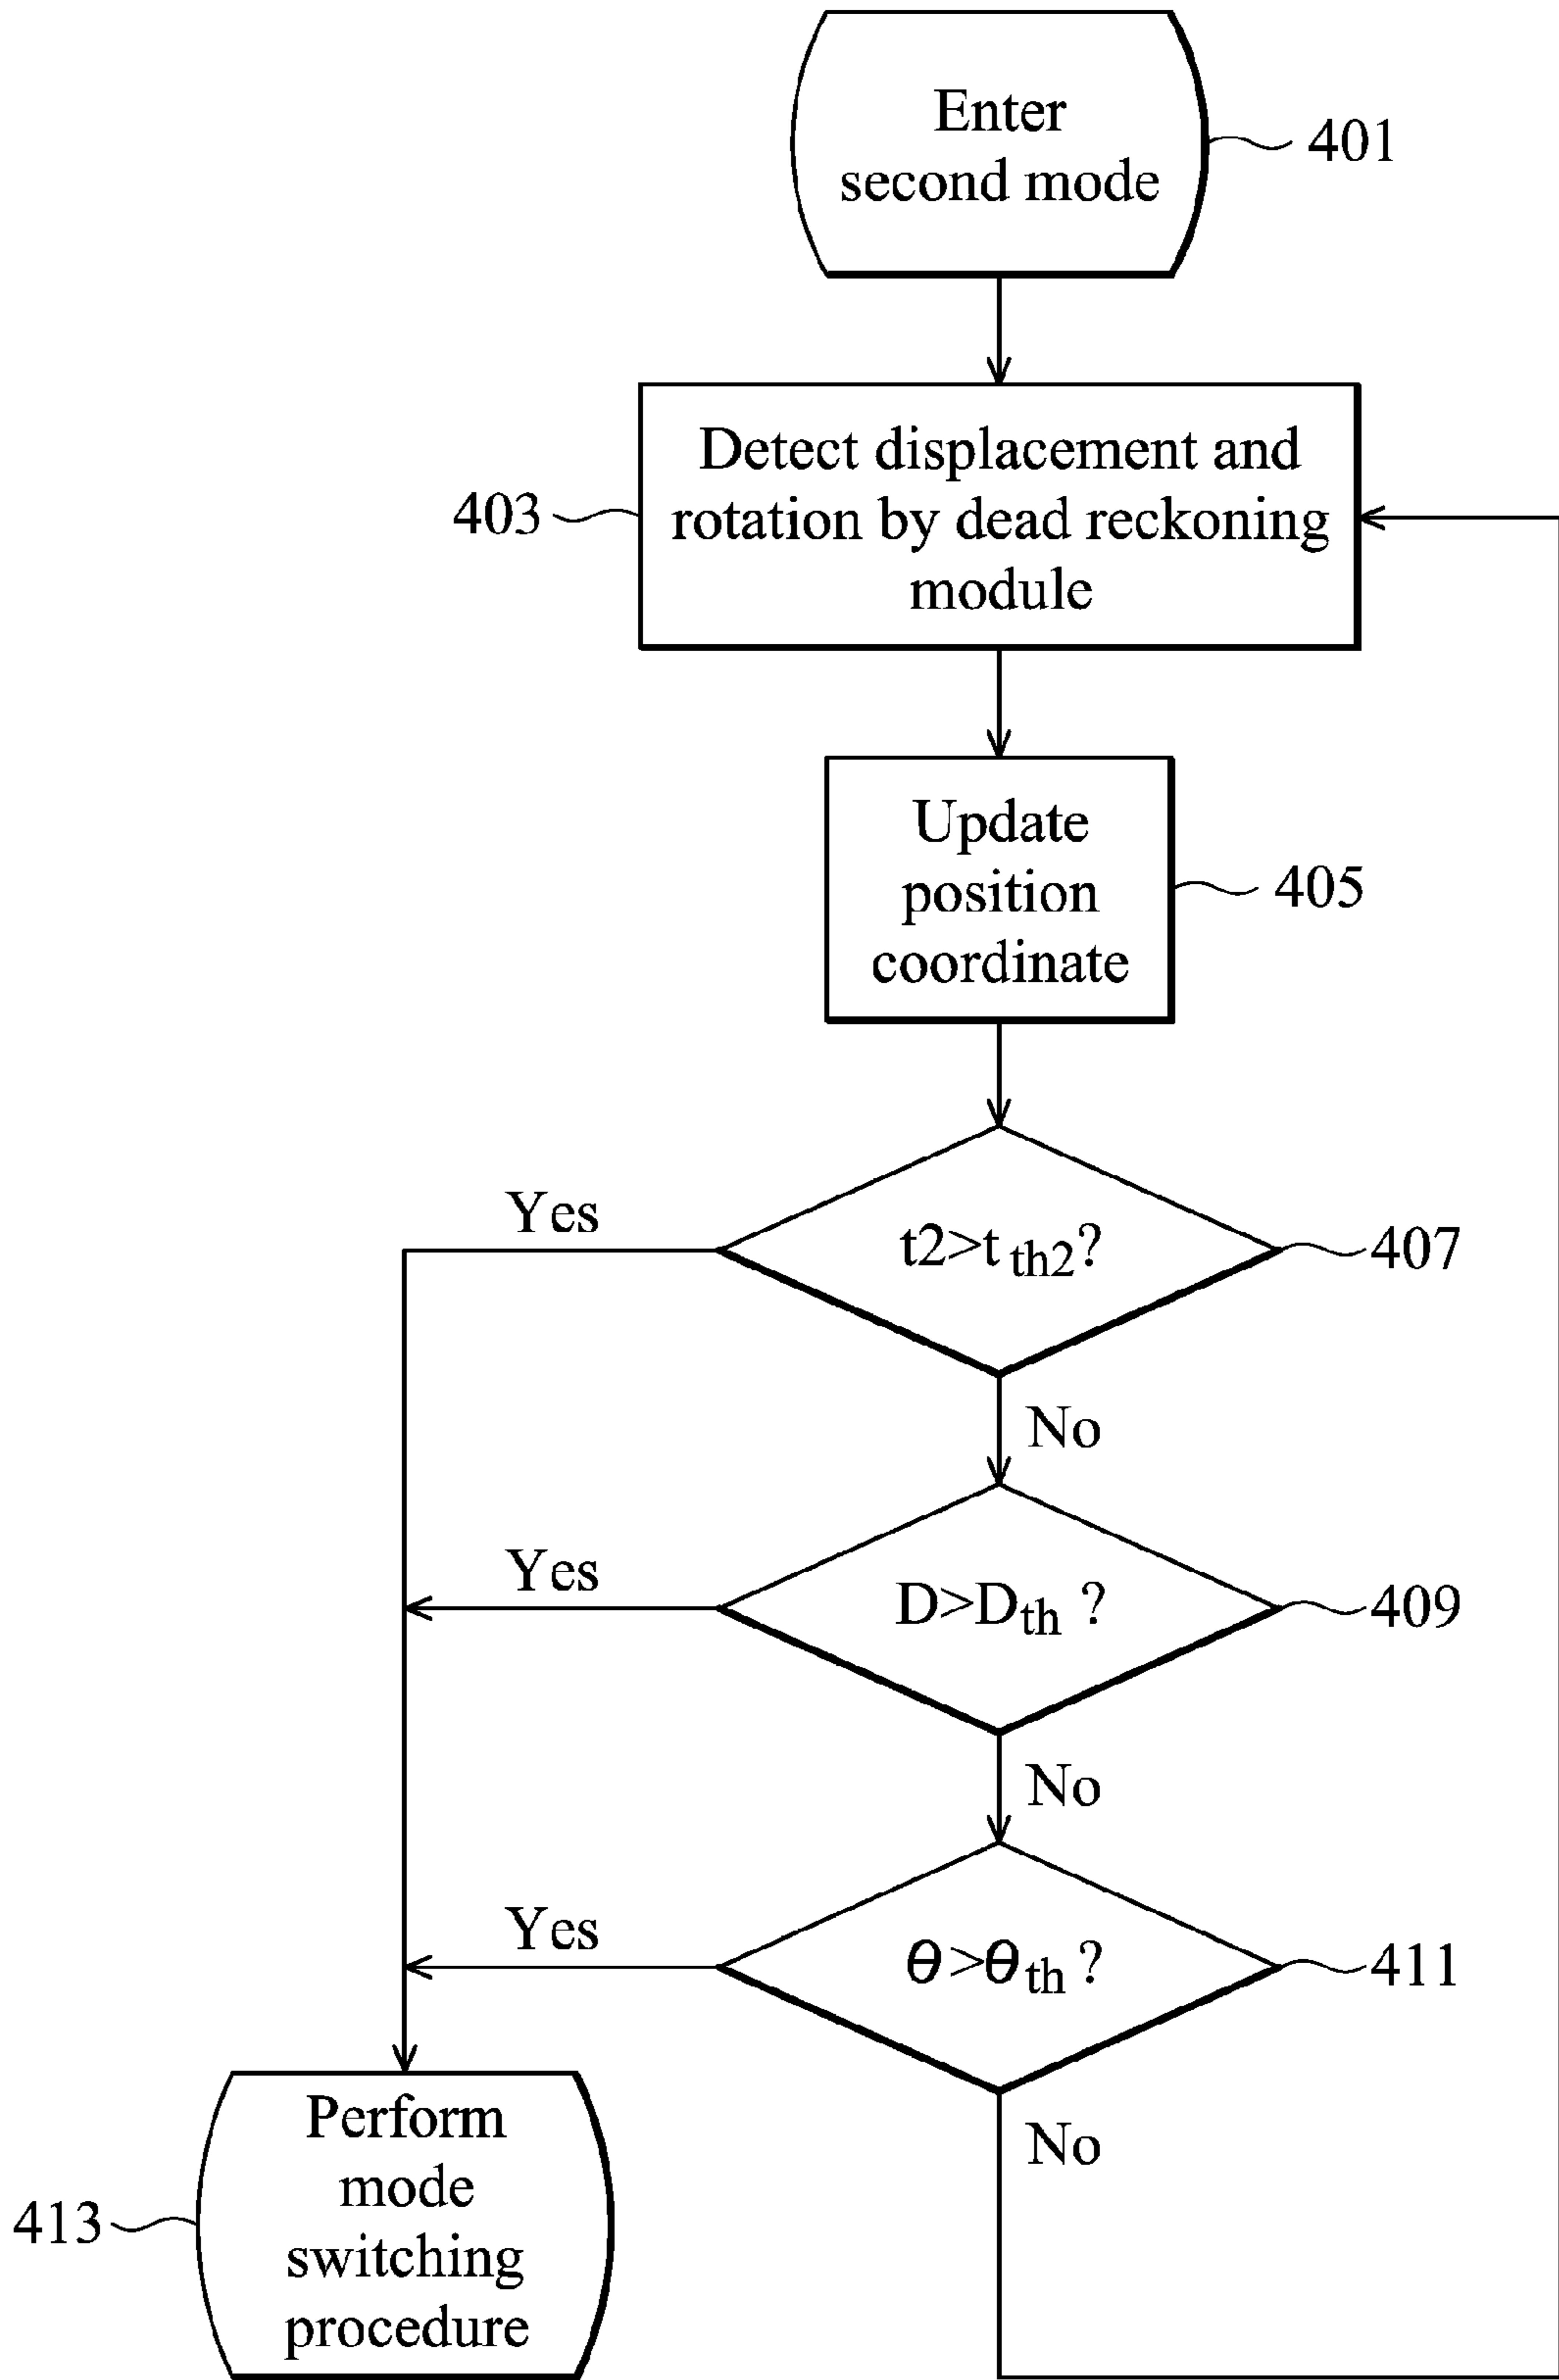 Enter
second mode
401
Detect displacement and
rotation by dead reckoning
module
403
Update
position
coordinate
405
Yes
t2>t th2?
407
No
Yes
D>Dth ?
409
No
Yes
θ>θth ?
411
No
Perform
mode
switching
procedure
413